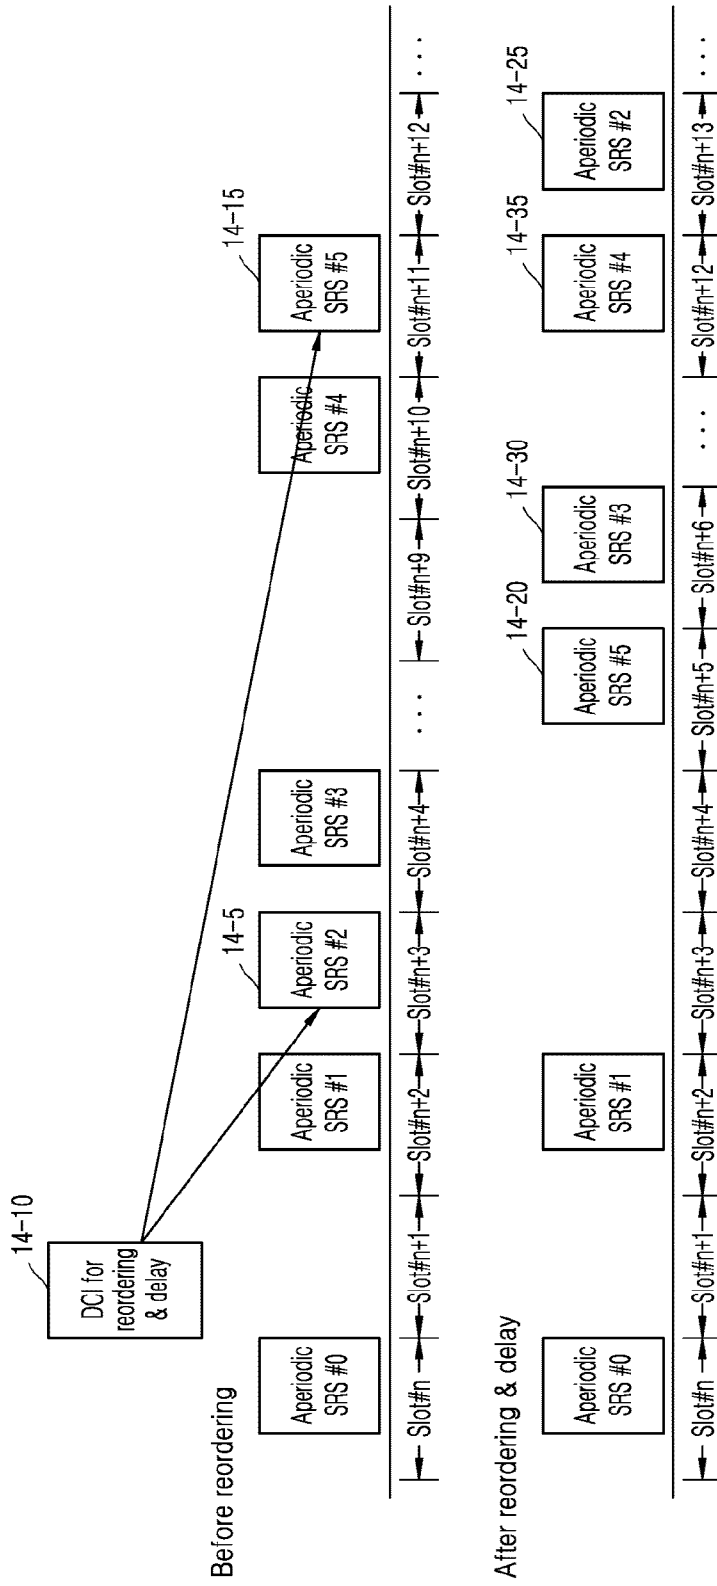 14-10
DCI for
reordering
& delay
Before reordering
14-5
14-15
Aperiodic
SRS #0
Aperiodic
SRS #1
Aperiodic
SRS #2
Aperiodic
SRS #3
Aperiodic
SRS #4
Aperiodic
SRS #5
Slot#n
Slot#n+1
Slot#n+2
Slot#n+3
Slot#n+4
...
Slot#n+9
Slot#n+10
Slot#n+11
Slot#n+12
...
After reordering & delay
14-20
14-30
14-35
14-25
Aperiodic
SRS #0
Aperiodic
SRS #1
Aperiodic
SRS #5
Aperiodic
SRS #3
Aperiodic
SRS #4
Aperiodic
SRS #2
Slot#n
Slot#n+1
Slot#n+2
Slot#n+3
Slot#n+4
Slot#n+5
Slot#n+6
...
Slot#n+12
Slot#n+13
...